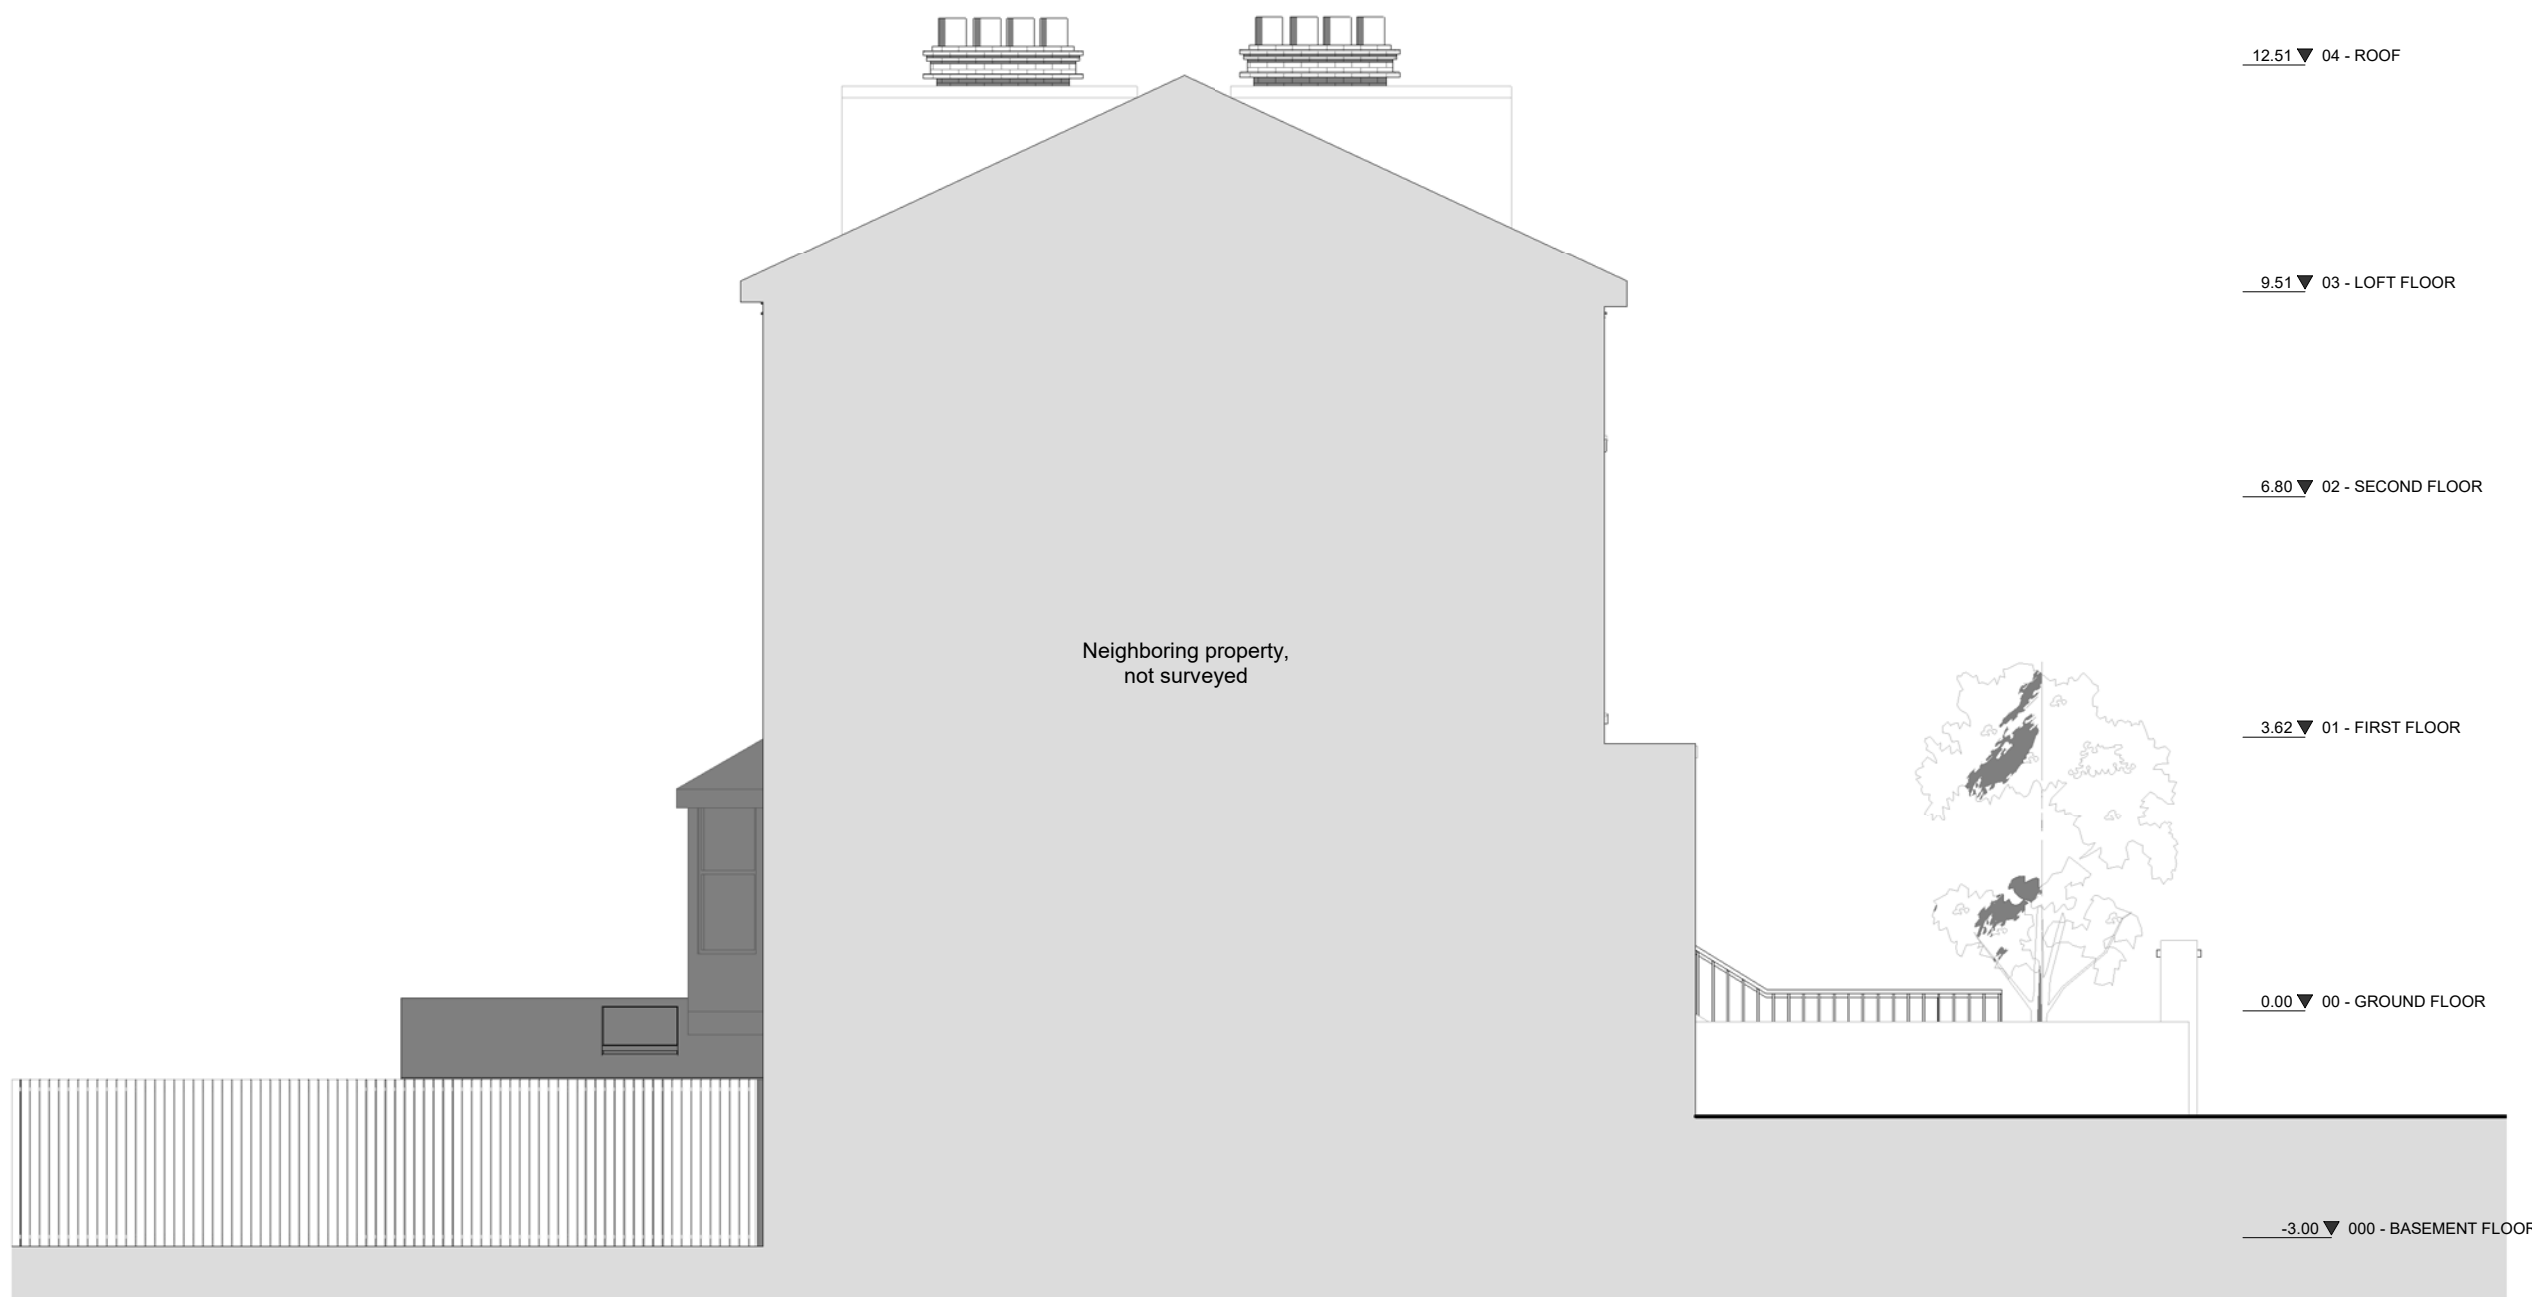 12.51 ▼ 04 - ROOF
9.51 ▼ 03 - LOFT FLOOR
6.80 ▼ 02 - SECOND FLOOR
Neighboring property,
not surveyed
3.62 ▼ 01 - FIRST FLOOR
0.00 ▼ 00 - GROUND FLOOR
-3.00 ▼ 000 - BASEMENT FLOOR